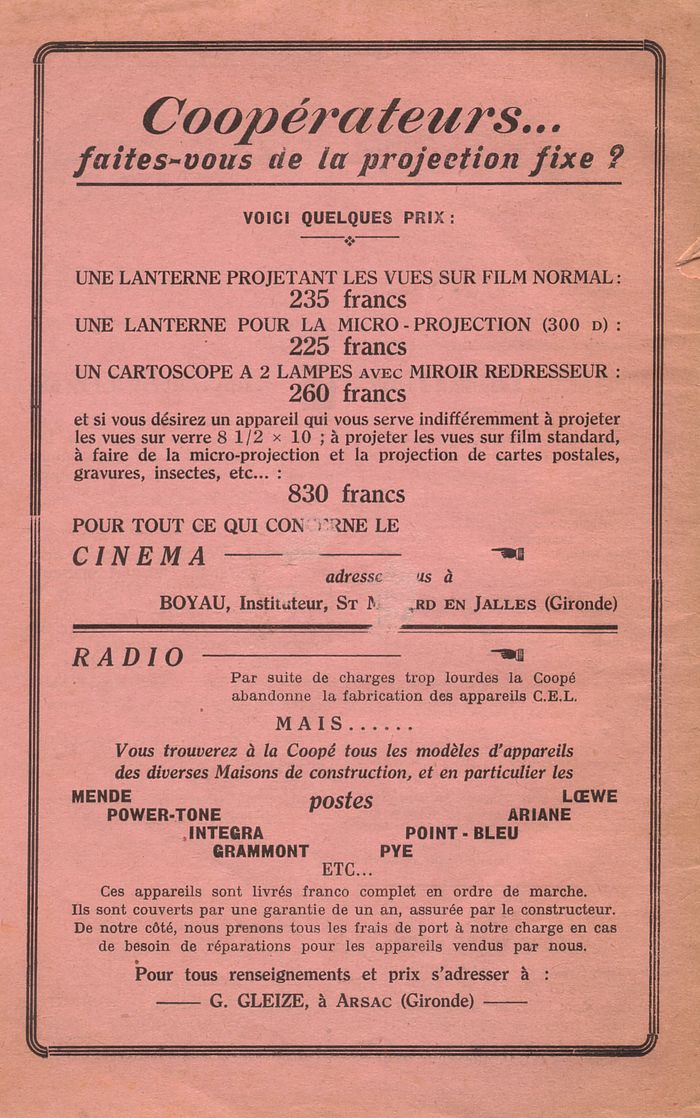 Coopérateurs...
faites-vous de la projection fixe ?
VOICI QUELQUES PRIX :
UNE LANTERNE PROJETANT LES VUES SUR FILM NORMAL :
235 francs
UNE LANTERNE POUR LA MICRO-PROJECTION (300 D) :
225 francs
UN CARTOSCOPE A 2 LAMPES AVEC MIROIR REDRESSEUR :
260 francs
et si vous désirez un appareil qui vous serve indifféremment à projeter
les vues sur verre 8 1/2 × 10 ; à projeter les vues sur film standard,
à faire de la micro-projection et la projection de cartes postales,
gravures, insectes, etc... :
830 francs
POUR TOUT CE QUI CONCERNE LE
CINEMA
à
BOYAU, Instituteur, ST EN JALLES (Gironde)
RADIO
Par suite de charges trop lourdes la Coopé
abandonne la fabrication des appareils C.E.L.
MAIS......
Vous trouverez à la Coopé tous les modèles d'appareils
des diverses Maisons de construction, et en particulier les
MENDE postes LŒWE
POWER-TONE ARIANE
INTEGRA POINT-BLEU
GRAMMONT PYE
ETC...
Ces appareils sont livrés franco complet en ordre de marche.
Ils sont couverts par une garantie de un an, assurée par le constructeur.
De notre côté, nous prenons tous les frais de port à notre charge en cas
de besoin de réparations pour les appareils vendus par nous.
Pour tous renseignements et prix s'adresser à :
G. GLEIZE, à ARSAC (Gironde)